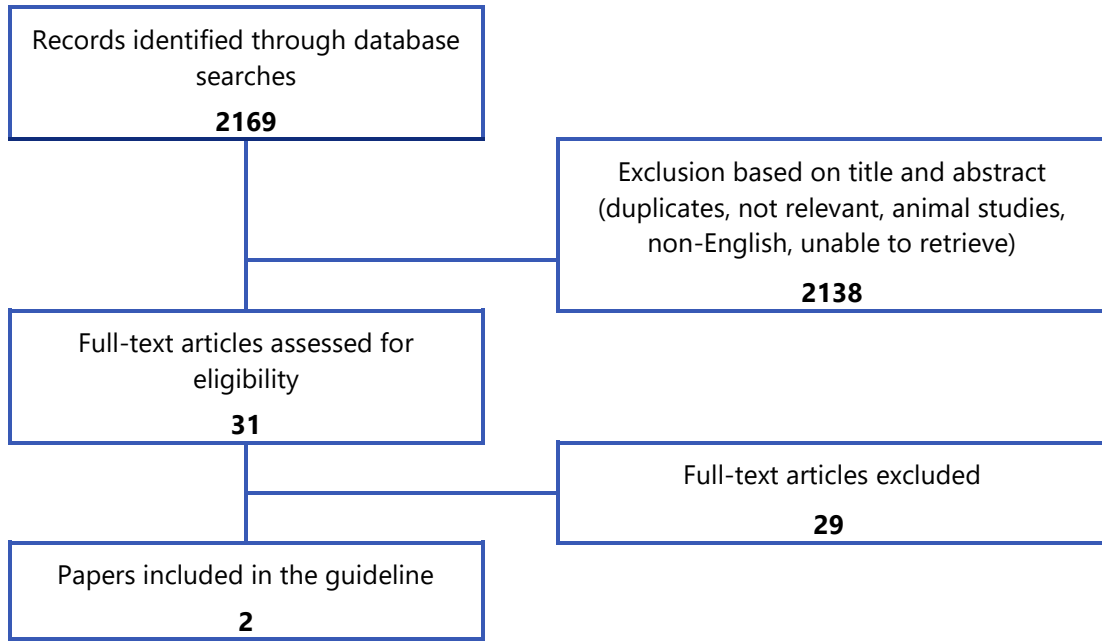 Records identified through database
searches
2169
Exclusion based on title and abstract
(duplicates, not relevant, animal studies,
non-English, unable to retrieve)
2138
Full-text articles assessed for
eligibility
31
Full-text articles excluded
29
Papers included in the guideline
2